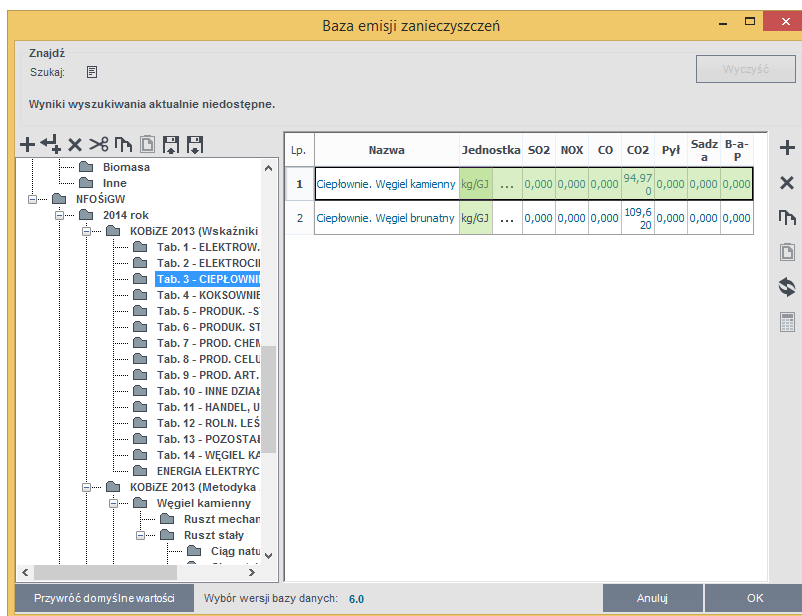 Baza emisji zanieczyszczeń
Znajdź
Szukaj:
Wyczyść
Wyniki wyszukiwania aktualnie niedostępne.
Biomasa
Inne
NFOŚiGW
2014 rok
KOBiZE 2013 (Wskaźniki
Tab. 1 - ELEKTROW.
Tab. 2 - ELEKTROCI
Tab. 3 - CIEPŁOWNI
Tab. 4 - KOKSOWNIE
Tab. 5 - PRODUK. -S
Tab. 6 - PRODUK. ST
Tab. 7 - PROD. CHEM
Tab. 8 - PROD. CELU
Tab. 9 - PROD. ART.
Tab. 10 - INNE DZIAŁ
Tab. 11 - HANDEL, U
Tab. 12 - ROLN. LEŚ
Tab. 13 - POZOSTAŁ
Tab. 14 - WĘGIEL KA
ENERGIA ELEKTRYC
KOBiZE 2013 (Metodyka
Węgiel kamienny
Ruszt mechan
Ruszt stały
Ciąg natu
Lp. Nazwa Jednostka SO2 NOX CO CO2 Pył Sadz a B-a-P
1 Ciepłownie. Węgiel kamienny kg/GJ ... 0,000 0,000 0,000 94,970 0,000 0,000 0,000
2 Ciepłownie. Węgiel brunatny kg/GJ ... 0,000 0,000 0,000 109,620 0,000 0,000 0,000
Przywróć domyślne wartości
Wybór wersji bazy danych: 6.0
Anuluj
OK